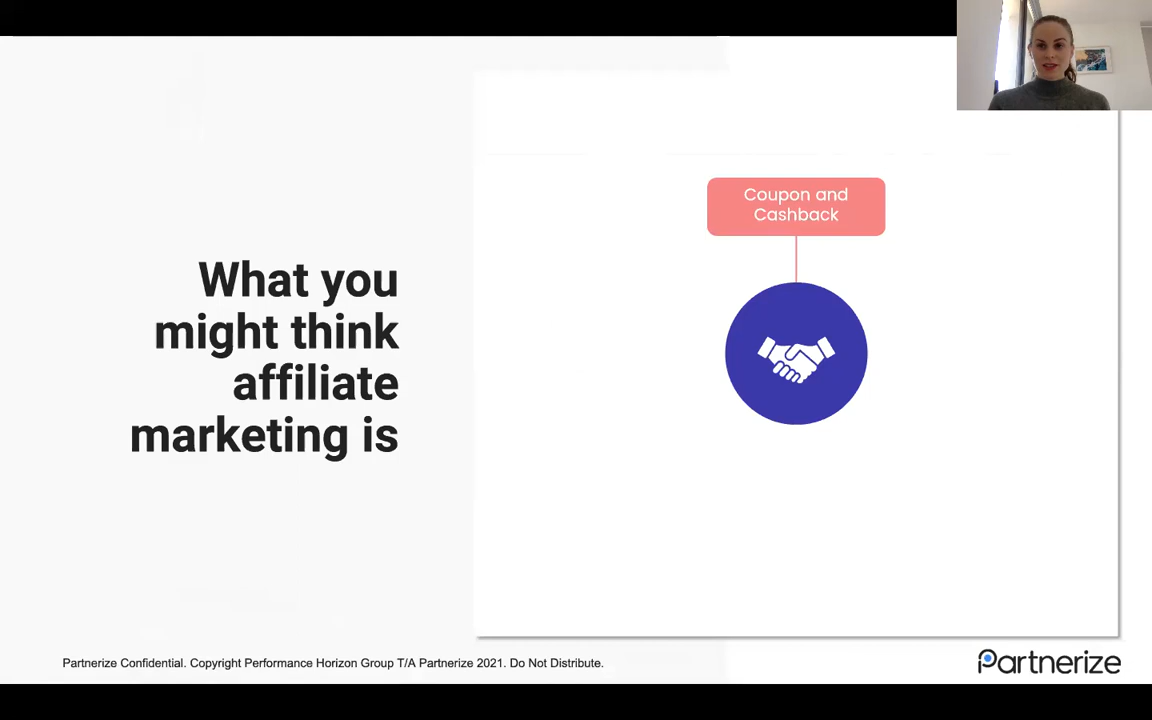 What you
might think
affiliate
marketing is
Coupon and
Cashback
Partnerize Confidential. Copyright Performance Horizon Group T/A Partnerize 2021. Do Not Distribute.
Partnerize